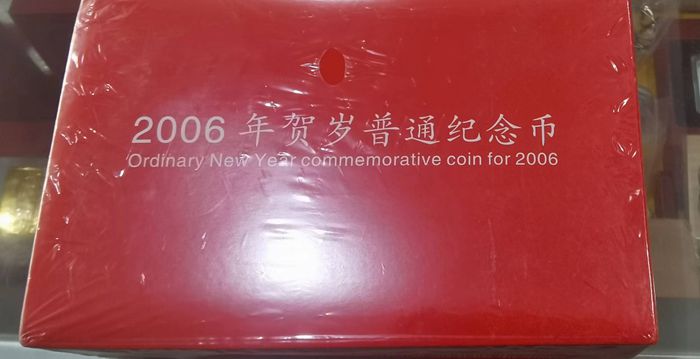 2006 年贺岁普通纪念币
Ordinary New Year commemorative coin for 2006